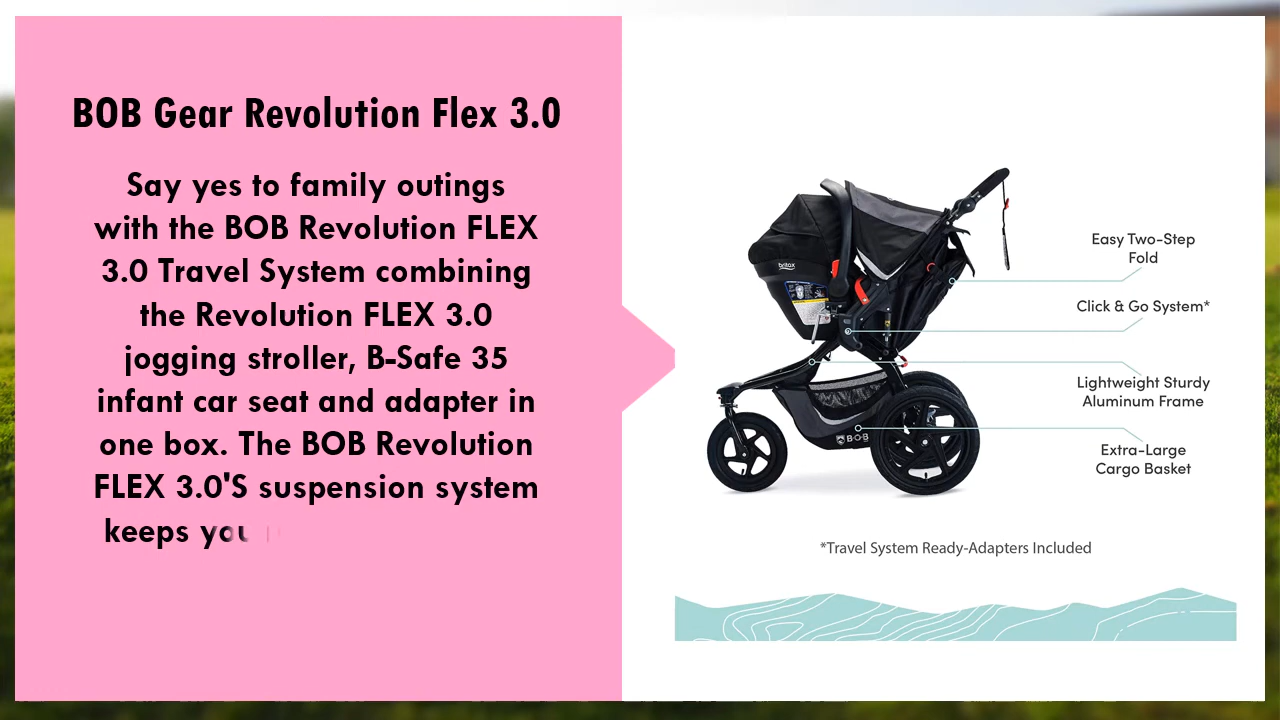 BOB Gear Revolution Flex 3.0
Say yes to family outings
with the BOB Revolution FLEX
3.0 Travel System combining
the Revolution FLEX 3.0
jogging stroller, B-Safe 35
infant car seat and adapter in
one box. The BOB Revolution
FLEX 3.0'S suspension system
keeps you
britax
BOB
Easy Two-Step
Fold
Click & Go System*
Lightweight Sturdy
Aluminum Frame
Extra-Large
Cargo Basket
*Travel System Ready-Adapters Included